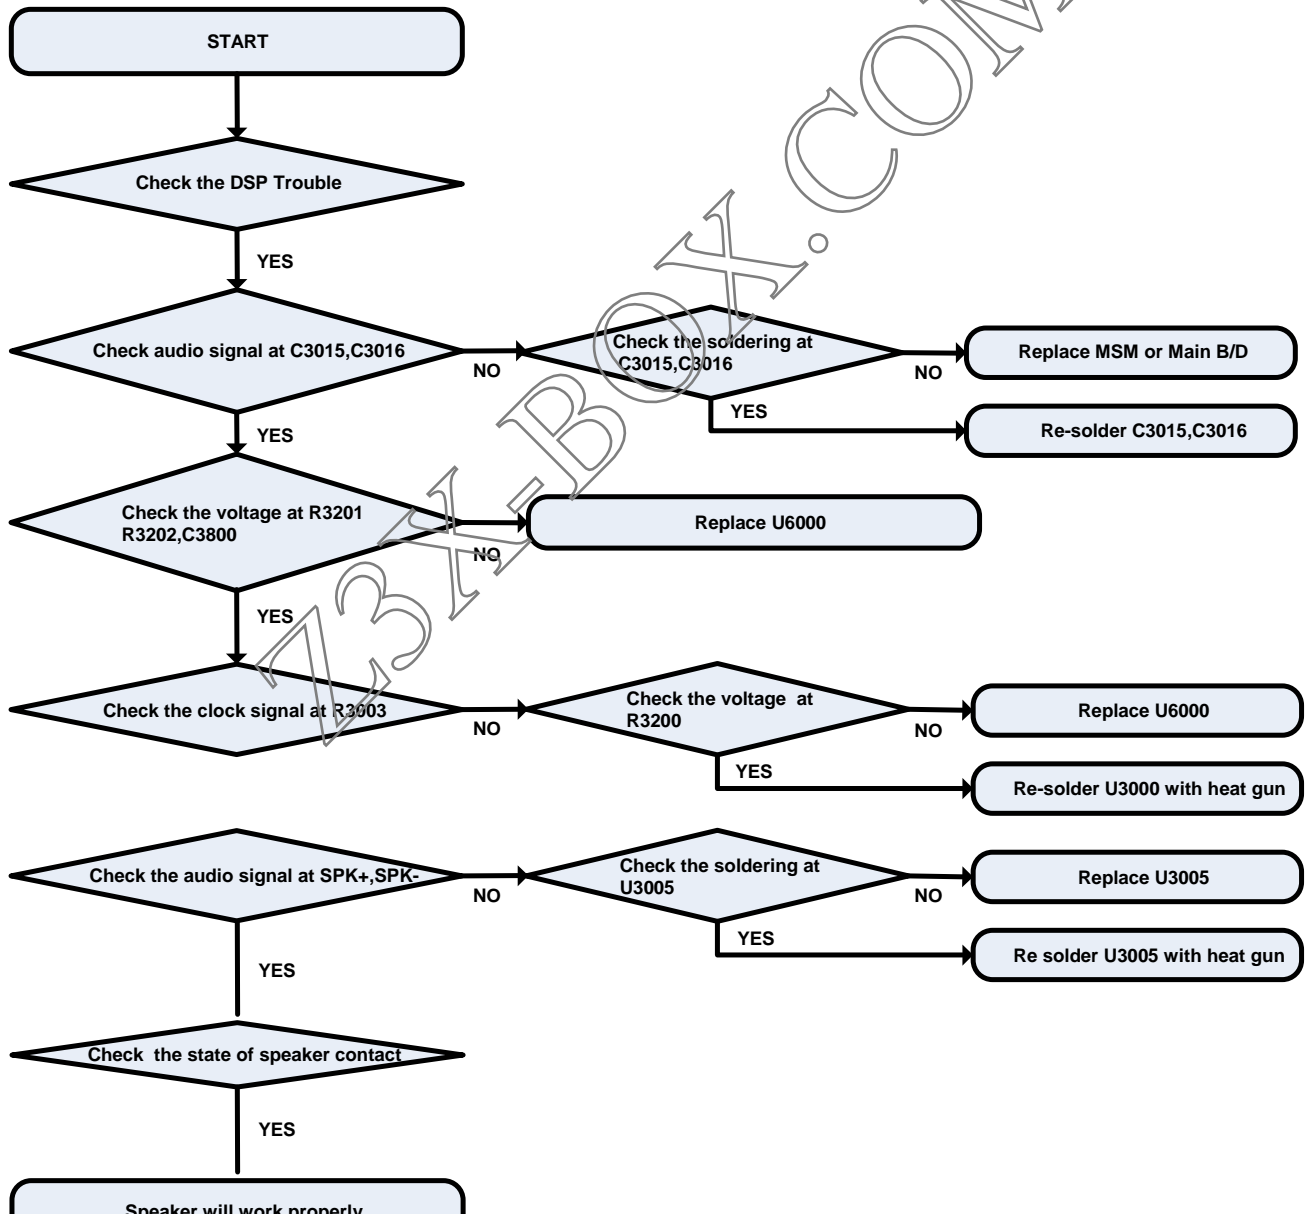 START
Check the DSP Trouble
YES
Check audio signal at C3015,C3016
NO
Check the soldering at
C3015,C3016
NO
Replace MSM or Main B/D
YES
Re-solder C3015,C3016
YES
Check the voltage at R3201
R3202,C3800
NO
Replace U6000
YES
Check the clock signal at R3003
NO
Check the voltage at
R3200
NO
Replace U6000
YES
Re-solder U3000 with heat gun
Check the audio signal at SPK+,SPK-
NO
Check the soldering at
U3005
NO
Replace U3005
YES
Re solder U3005 with heat gun
YES
Check the state of speaker contact
YES
Speaker will work properly
Z3X-BOX.COM